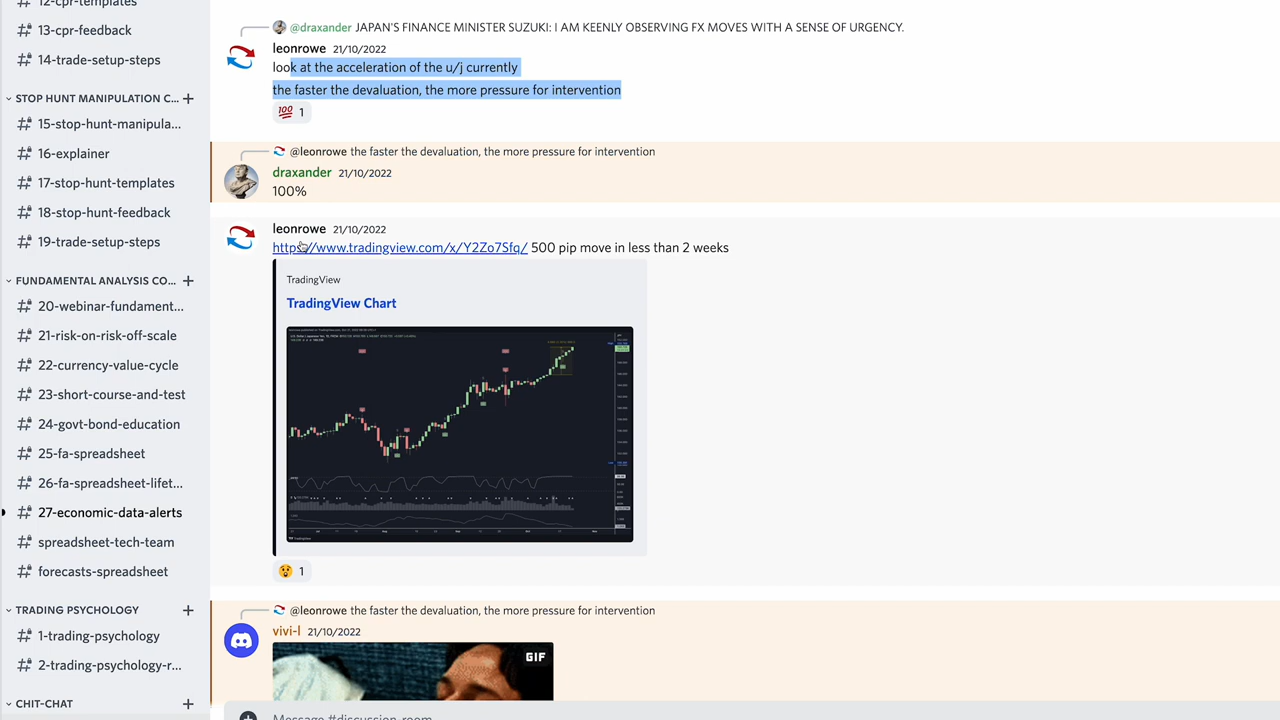 12-cpr-templates
13-cpr-feedback
14-trade-setup-steps
STOP HUNT MANIPULATION C...
15-stop-hunt-manipula...
16-explainer
17-stop-hunt-templates
18-stop-hunt-feedback
19-trade-setup-steps
FUNDAMENTAL ANALYSIS CO...
20-webinar-fundament...
21-risk-on-risk-off-scale
22-currency-value-cycle
23-short-course-and-test
24-govt-bond-education
25-fa-spreadsheet
26-fa-spreadsheet-lifet...
27-economic-data-alerts
spreadsheet-tech-team
forecasts-spreadsheet
TRADING PSYCHOLOGY
1-trading-psychology
2-trading-psychology-r...
CHIT-CHAT
@draxander JAPAN'S FINANCE MINISTER SUZUKI: I AM KEENLY OBSERVING FX MOVES WITH A SENSE OF URGENCY.
leonrowe 21/10/2022
look at the acceleration of the u/j currently
the faster the devaluation, the more pressure for intervention
100 1
@leonrowe the faster the devaluation, the more pressure for intervention
draxander 21/10/2022
100%
leonrowe 21/10/2022
https://www.tradingview.com/x/Y2Zo7Sfq/ 500 pip move in less than 2 weeks
TradingView
TradingView Chart
TradingView
1
@leonrowe the faster the devaluation, the more pressure for intervention
vivi-l 21/10/2022
GIF
Message #discussion-room